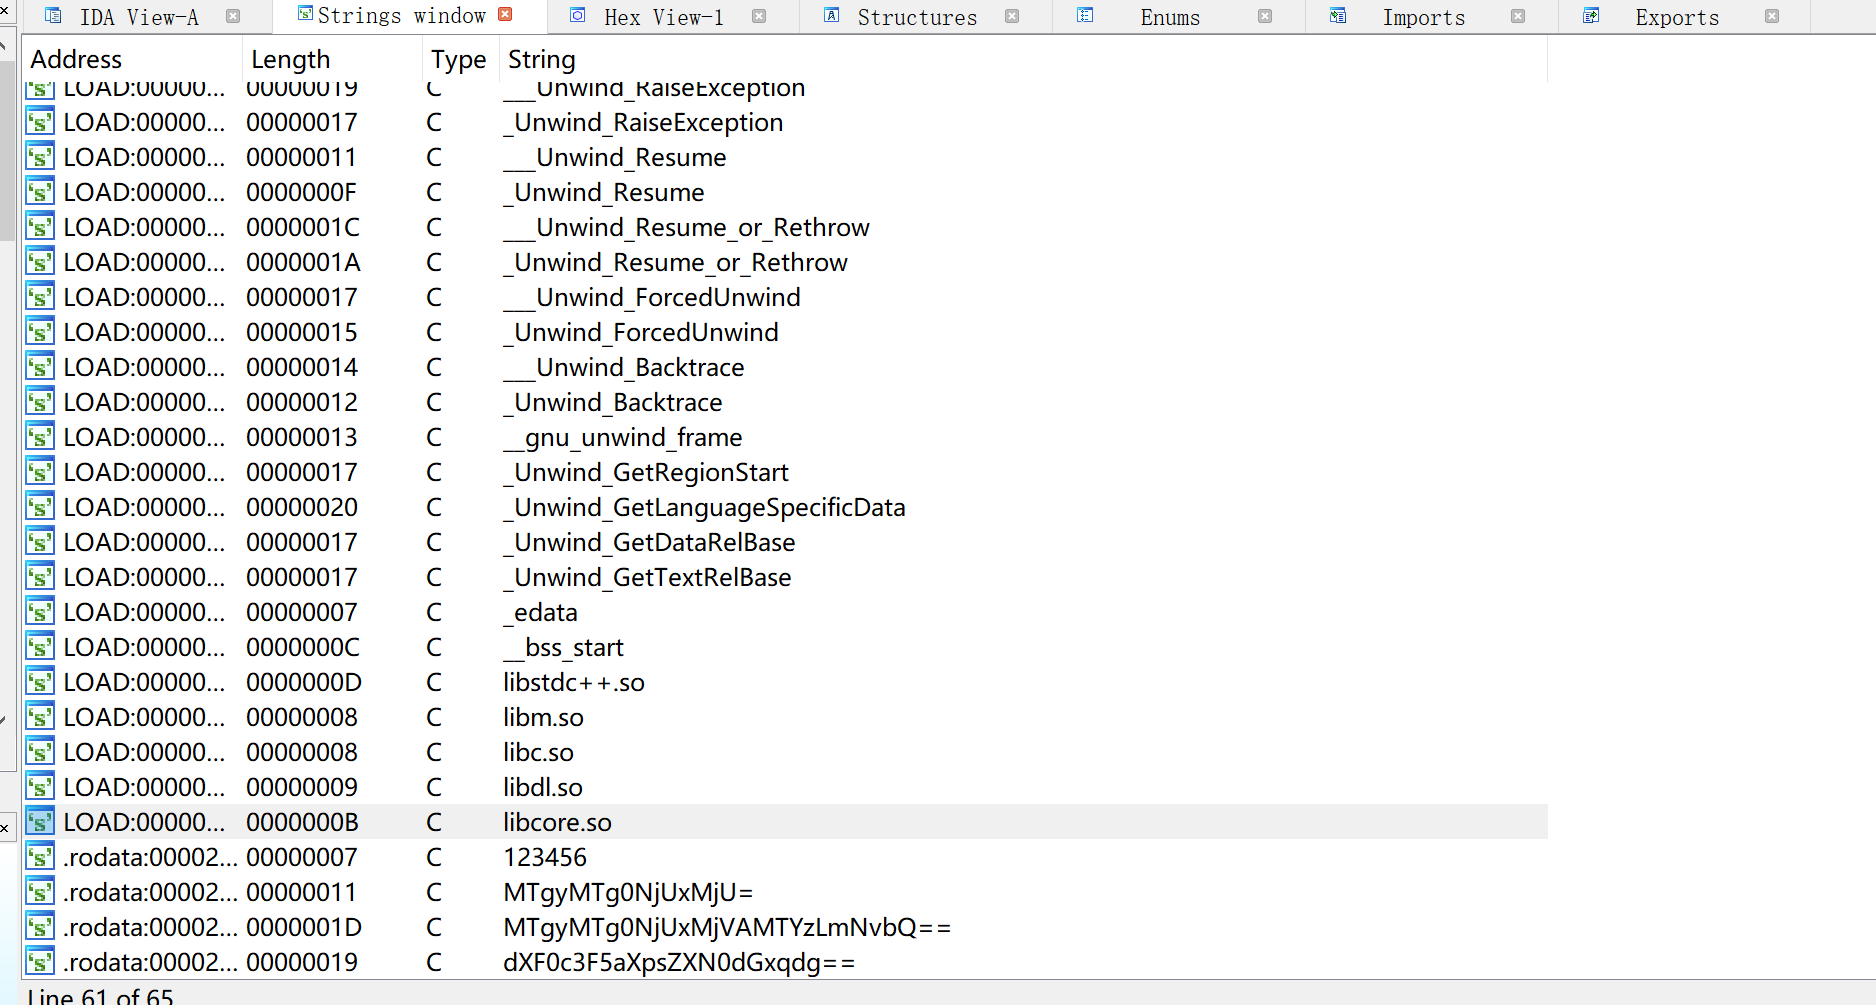 IDA View-A Strings window Hex View-1 Structures Enums Imports Exports
Address Length Type String
LOAD:00000... 00000019 C ___Unwind_RaiseException
LOAD:00000... 00000017 C _Unwind_RaiseException
LOAD:00000... 00000011 C ___Unwind_Resume
LOAD:00000... 0000000F C _Unwind_Resume
LOAD:00000... 0000001C C ___Unwind_Resume_or_Rethrow
LOAD:00000... 0000001A C _Unwind_Resume_or_Rethrow
LOAD:00000... 00000017 C ___Unwind_ForcedUnwind
LOAD:00000... 00000015 C _Unwind_ForcedUnwind
LOAD:00000... 00000014 C ___Unwind_Backtrace
LOAD:00000... 00000012 C _Unwind_Backtrace
LOAD:00000... 00000013 C __gnu_unwind_frame
LOAD:00000... 00000017 C _Unwind_GetRegionStart
LOAD:00000... 00000020 C _Unwind_GetLanguageSpecificData
LOAD:00000... 00000017 C _Unwind_GetDataRelBase
LOAD:00000... 00000017 C _Unwind_GetTextRelBase
LOAD:00000... 00000007 C _edata
LOAD:00000... 0000000C C __bss_start
LOAD:00000... 0000000D C libstdc++.so
LOAD:00000... 00000008 C libm.so
LOAD:00000... 00000008 C libc.so
LOAD:00000... 00000009 C libdl.so
LOAD:00000... 0000000B C libcore.so
.rodata:00002... 00000007 C 123456
.rodata:00002... 00000011 C MTgyMTg0NjUxMjU=
.rodata:00002... 0000001D C MTgyMTg0NjUxMjVAMTYzLmNvbQ==
.rodata:00002... 00000019 C dXF0c3F5aXpsZXN0dGxqdg==
Line 61 of 65